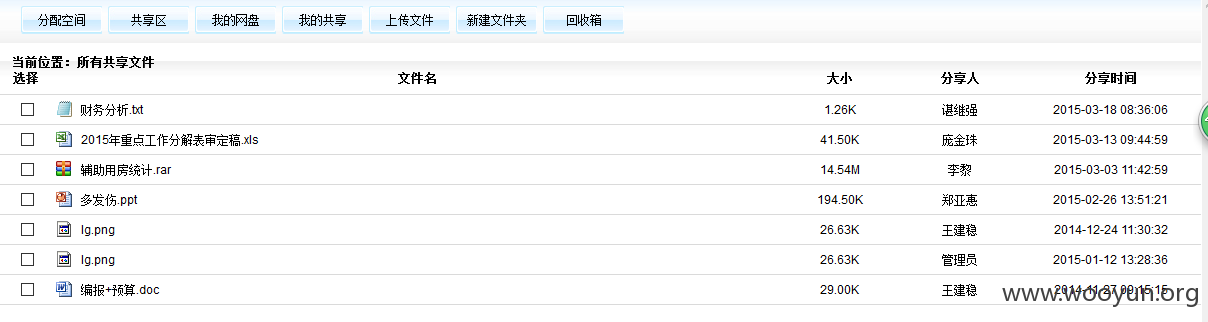 分配空间 共享区 我的网盘 我的共享 上传文件 新建文件夹 回收箱
当前位置：所有共享文件
选择 文件名 大小 分享人 分享时间
财务分析.txt 1.26K 谌继强 2015-03-18 08:36:06
2015年重点工作分解表审定稿.xls 41.50K 庞金珠 2015-03-13 09:44:59
辅助用房统计.rar 14.54M 李黎 2015-03-03 11:42:59
多发伤.ppt 194.50K 郑亚惠 2015-02-26 13:51:21
lg.png 26.63K 王建稳 2014-12-24 11:30:32
lg.png 26.63K 管理员 2015-01-12 13:28:36
编报+预算.doc 29.00K 王建稳 2014-11-27 09:15:15
www.wooyun.org